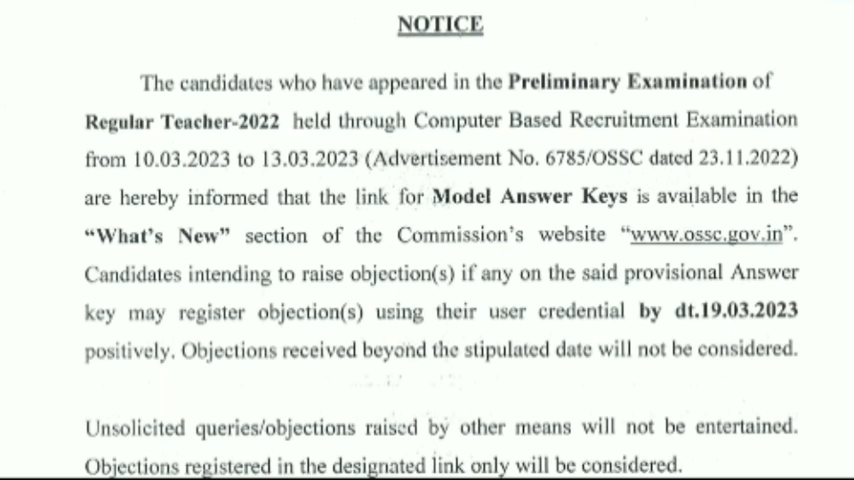 NOTICE
The candidates who have appeared in the Preliminary Examination of
Regular Teacher-2022 held through Computer Based Recruitment Examination
from 10.03.2023 to 13.03.2023 (Advertisement No. 6785/OSSC dated 23.11.2022)
are hereby informed that the link for Model Answer Keys is available in the
“What’s New” section of the Commission’s website “www.ossc.gov.in”.
Candidates intending to raise objection(s) if any on the said provisional Answer
key may register objection(s) using their user credential by dt.19.03.2023
positively. Objections received beyond the stipulated date will not be considered.
Unsolicited queries/objections raised by other means will not be entertained.
Objections registered in the designated link only will be considered.